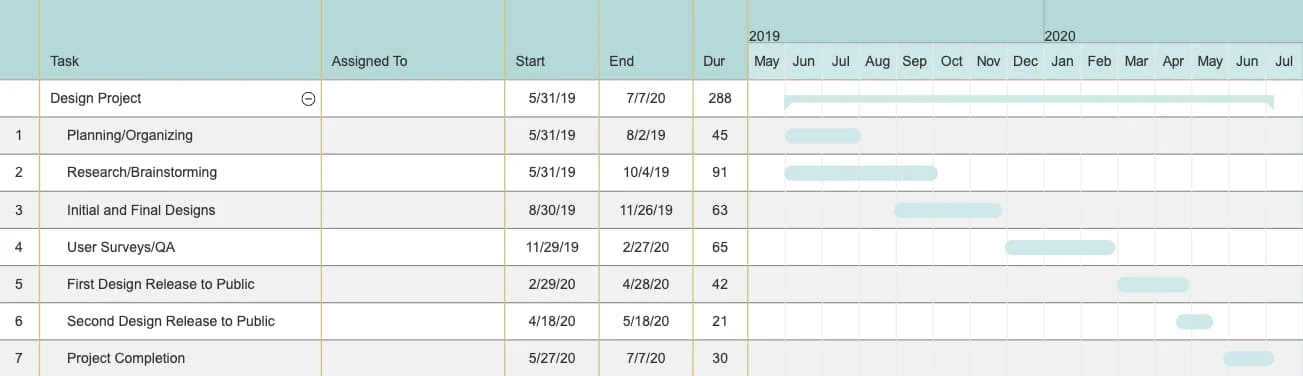 2019 2020
Task Assigned To Start End Dur May Jun Jul Aug Sep Oct Nov Dec Jan Feb Mar Apr May Jun Jul
Design Project 5/31/19 7/7/20 288
1 Planning/Organizing 5/31/19 8/2/19 45
2 Research/Brainstorming 5/31/19 10/4/19 91
3 Initial and Final Designs 8/30/19 11/26/19 63
4 User Surveys/QA 11/29/19 2/27/20 65
5 First Design Release to Public 2/29/20 4/28/20 42
6 Second Design Release to Public 4/18/20 5/18/20 21
7 Project Completion 5/27/20 7/7/20 30